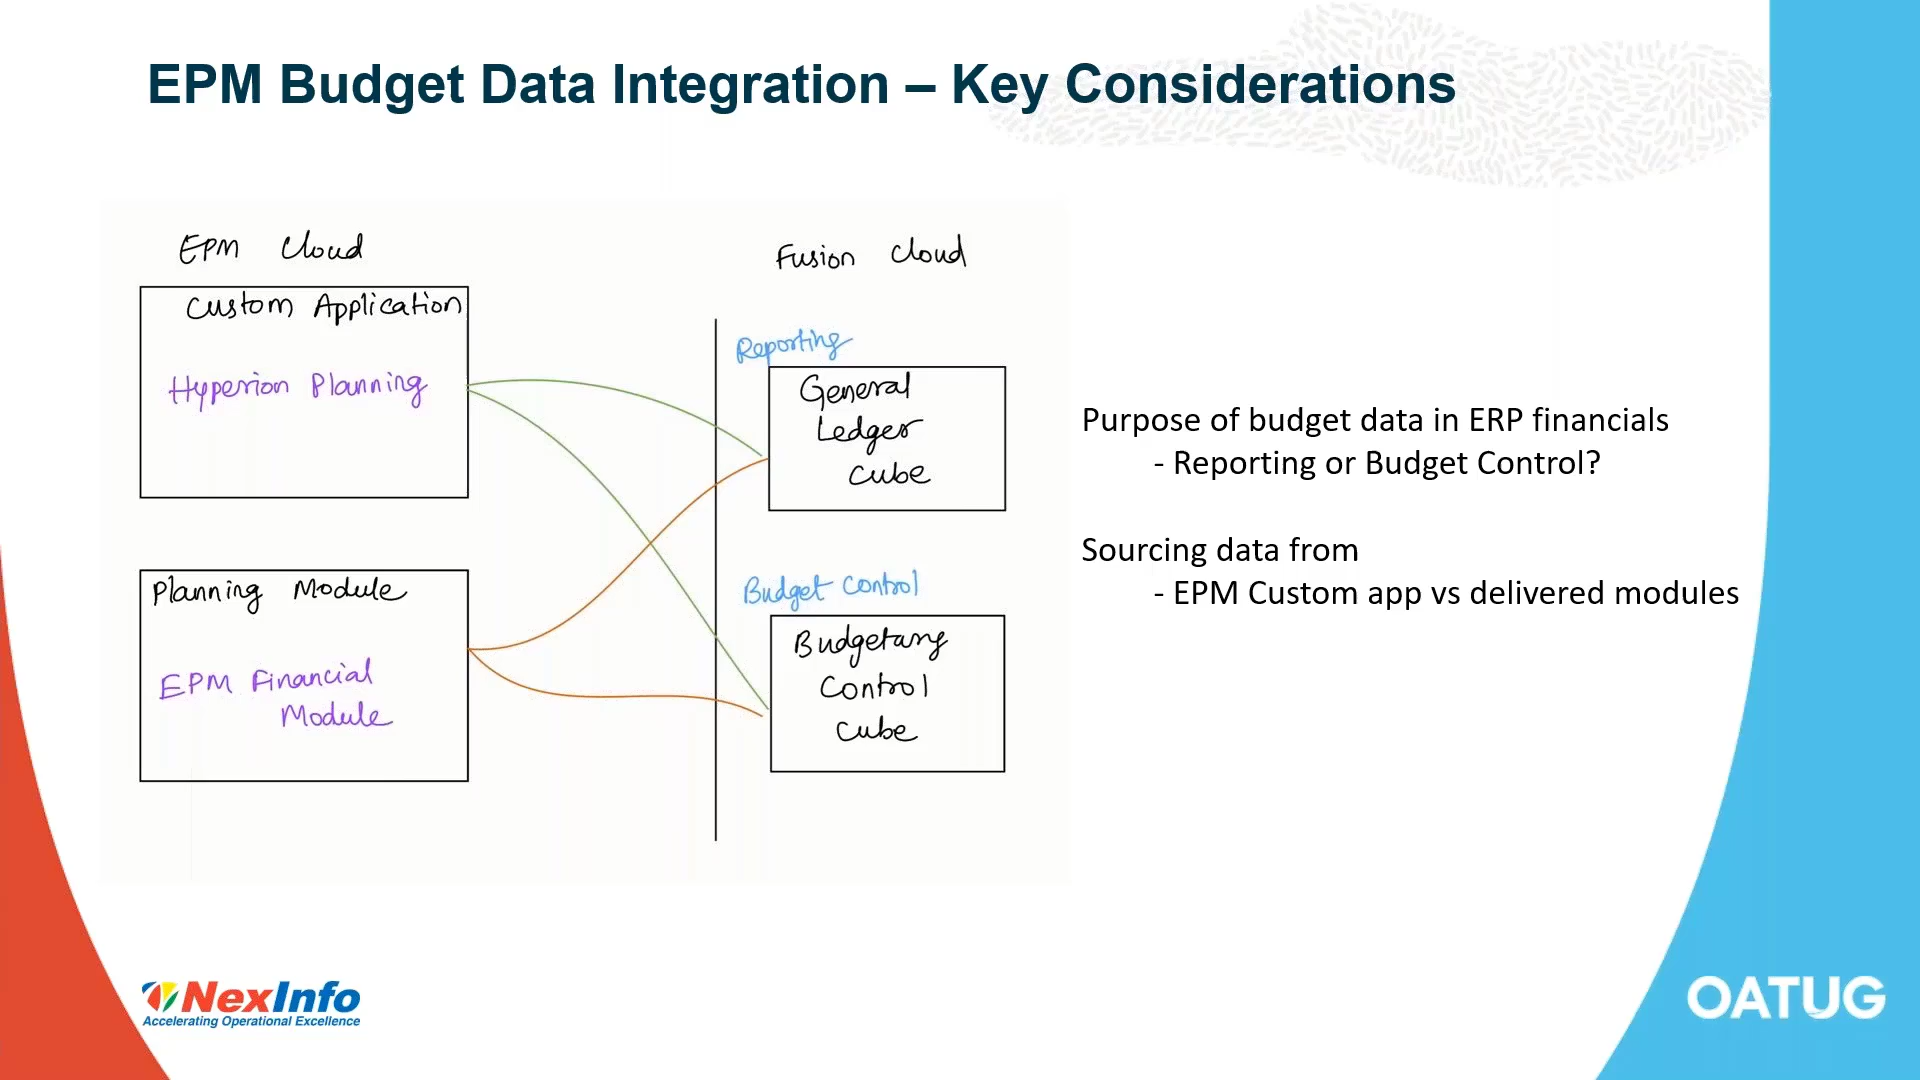 EPM Budget Data Integration – Key Considerations
EPM Cloud
Custom Application
Hyperion Planning
Planning Module
EPM Financial
Module
Fusion Cloud
Reporting
General
Ledger
Cube
Budget Control
Budgetary
Control
Cube
Purpose of budget data in ERP financials
- Reporting or Budget Control?
Sourcing data from
- EPM Custom app vs delivered modules
NexInfo
Accelerating Operational Excellence
OATUG